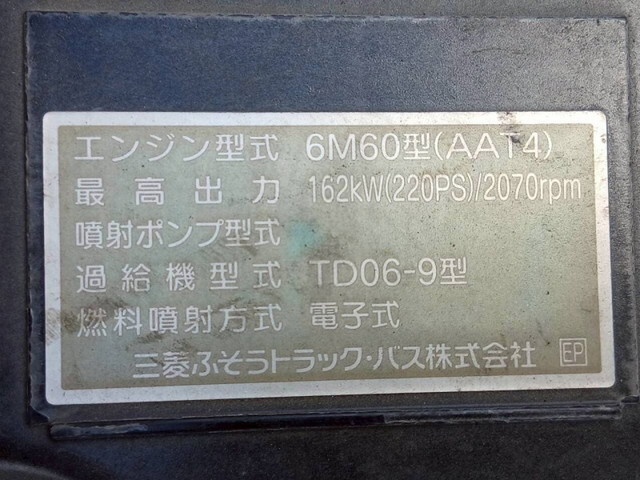 エンジン型式 6M60型(AAT4)
最高出力 162kW(220PS)/2070rpm
噴射ポンプ型式
過給機型式 TD06-9型
燃料噴射方式 電子式
三菱ふそうトラック・バス株式会社 EP